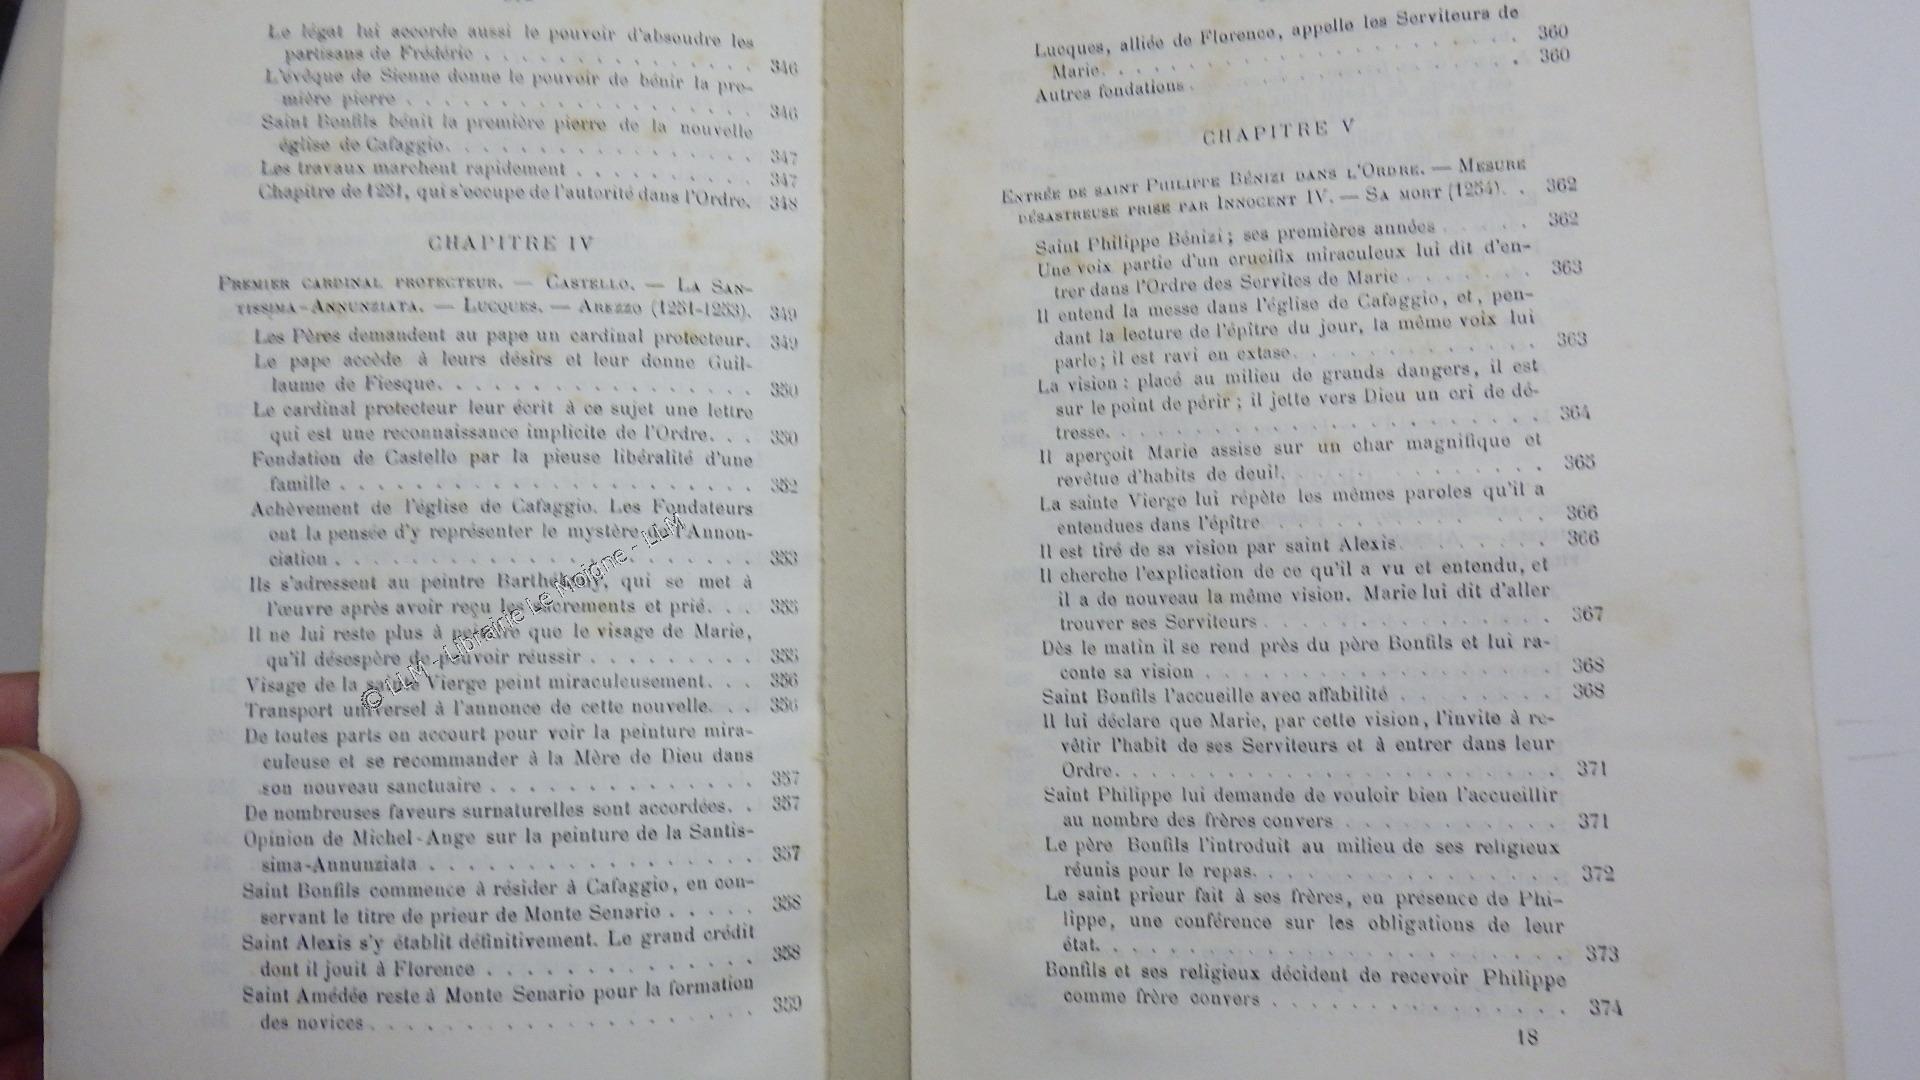 Le légat lui accorde aussi le pouvoir d'absoudre les
partisans de Frédéric . . . . . . . . . . . . . . 346
L'évêque de Sienne donne le pouvoir de bénir la pre-
mière pierre . . . . . . . . . . . . . . . . . 346
Saint Bonfils bénit la première pierre de la nouvelle
église de Cafaggio. . . . . . . . . . . . . . . 347
Les travaux marchent rapidement . . . . . . . . . 347
Chapitre de 1251, qui s'occupe de l'autorité dans l'Ordre. 348
CHAPITRE IV
PREMIER CARDINAL PROTECTEUR. — CASTELLO. — LA SAN-
TISSIMA-ANNUNZIATA. — LUCQUES. — AREZZO (1251-1253). 349
Les Pères demandent au pape un cardinal protecteur. 349
Le pape accède à leurs désirs et leur donne Guil-
laume de Fiesque. . . . . . . . . . . . . . . 350
Le cardinal protecteur leur écrit à ce sujet une lettre
qui est une reconnaissance implicite de l'Ordre. . . 350
Fondation de Castello par la pieuse libéralité d'une
famille . . . . . . . . . . . . . . . . . . . 352
Achèvement de l'église de Cafaggio. Les Fondateurs
ont la pensée d'y représenter le mystère de l'Annon-
ciation . . . . . . . . . . . . . . . . . . . 353
Ils s'adressent au peintre Barthélemy, qui se met à
l'œuvre après avoir reçu les sacrements et prié. . . 355
Il ne lui reste plus à peindre que le visage de Marie,
qu'il désespère de pouvoir réussir . . . . . . . . 355
Visage de la sainte Vierge peint miraculeusement. . . 356
Transport universel à l'annonce de cette nouvelle. . . 356
De toutes parts on accourt pour voir la peinture mira-
culeuse et se recommander à la Mère de Dieu dans
son nouveau sanctuaire . . . . . . . . . . . . 357
De nombreuses faveurs surnaturelles sont accordées. . 357
Opinion de Michel-Ange sur la peinture de la Santis-
sima-Annunziata . . . . . . . . . . . . . . . 357
Saint Bonfils commence à résider à Cafaggio, en con-
servant le titre de prieur de Monte Senario . . . . . 358
Saint Alexis s'y établit définitivement. Le grand crédit
dont il jouit à Florence . . . . . . . . . . . . 358
Saint Amédée reste à Monte Senario pour la formation
des novices . . . . . . . . . . . . . . . . . 359
© LLM - Librairie Le Moigne - LLM
Lucques, alliée de Florence, appelle les Serviteurs de
Marie. . . . . . . . . . . . . . . . . . . . 360
Autres fondations . . . . . . . . . . . . . . . 360
CHAPITRE V
ENTRÉE DE SAINT PHILIPPE BÉNIZI DANS L'ORDRE. — MESURE
DÉSASTREUSE PRISE PAR INNOCENT IV. — SA MORT (1254). . 362
Saint Philippe Bénizi ; ses premières années . . . . . 362
Une voix partie d'un crucifix miraculeux lui dit d'en-
trer dans l'Ordre des Servites de Marie . . . . . . 363
Il entend la messe dans l'église de Cafaggio, et, pen-
dant la lecture de l'épître du jour, la même voix lui
parle ; il est ravi en extase. . . . . . . . . . . . 363
La vision : placé au milieu de grands dangers, il est
sur le point de périr ; il jette vers Dieu un cri de dé-
tresse. . . . . . . . . . . . . . . . . . . . 364
Il aperçoit Marie assise sur un char magnifique et
revêtue d'habits de deuil. . . . . . . . . . . . 365
La sainte Vierge lui répète les mêmes paroles qu'il a
entendues dans l'épître . . . . . . . . . . . . 366
Il est tiré de sa vision par saint Alexis. . . . . . . 366
Il cherche l'explication de ce qu'il a vu et entendu, et
il a de nouveau la même vision. Marie lui dit d'aller
trouver ses Serviteurs . . . . . . . . . . . . . 367
Dès le matin il se rend près du père Bonfils et lui ra-
conte sa vision . . . . . . . . . . . . . . . 368
Saint Bonfils l'accueille avec affabilité . . . . . . . 368
Il lui déclare que Marie, par cette vision, l'invite à re-
vêtir l'habit de ses Serviteurs et à entrer dans leur
Ordre. . . . . . . . . . . . . . . . . . . . 371
Saint Philippe lui demande de vouloir bien l'accueillir
au nombre des frères convers . . . . . . . . . . 371
Le père Bonfils l'introduit au milieu de ses religieux
réunis pour le repas. . . . . . . . . . . . . . 372
Le saint prieur fait à ses frères, en présence de Phi-
lippe, une conférence sur les obligations de leur
état. . . . . . . . . . . . . . . . . . . . . 373
Bonfils et ses religieux décident de recevoir Philippe
comme frère convers . . . . . . . . . . . . . 374
18